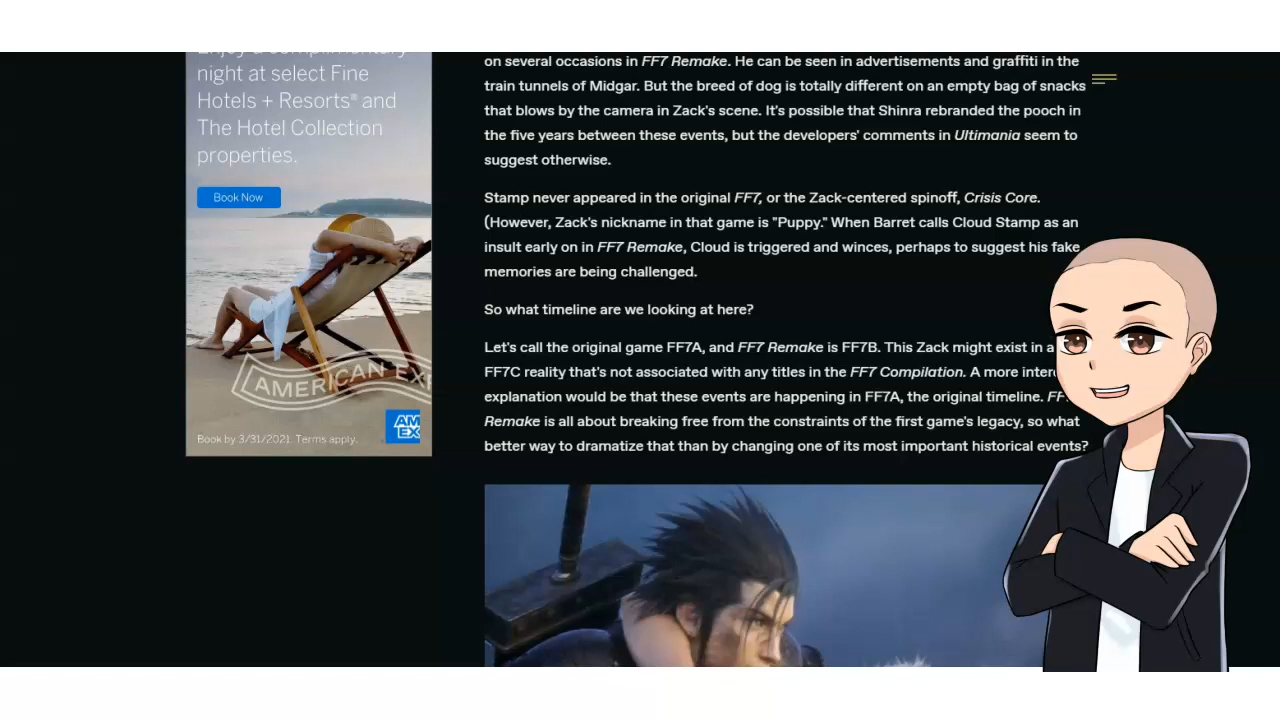 night at select Fine
Hotels + Resorts® and
The Hotel Collection
properties.
Book Now
AMERICAN
Book by 3/31/2021. Terms apply.
AM
EX
on several occasions in FF7 Remake. He can be seen in advertisements and graffiti in the
train tunnels of Midgar. But the breed of dog is totally different on an empty bag of snacks
that blows by the camera in Zack's scene. It's possible that Shinra rebranded the pooch in
the five years between these events, but the developers' comments in Ultimania seem to
suggest otherwise.
Stamp never appeared in the original FF7, or the Zack-centered spinoff, Crisis Core.
(However, Zack's nickname in that game is "Puppy." When Barret calls Cloud Stamp as an
insult early on in FF7 Remake, Cloud is triggered and winces, perhaps to suggest his fake
memories are being challenged.
So what timeline are we looking at here?
Let's call the original game FF7A, and FF7 Remake is FF7B. This Zack might exist in a
FF7C reality that's not associated with any titles in the FF7 Compilation. A more
explanation would be that these events are happening in FF7A, the original timeline.
Remake is all about breaking free from the constraints of the first game's legacy, so what
better way to dramatize that than by changing one of its most important historical events?